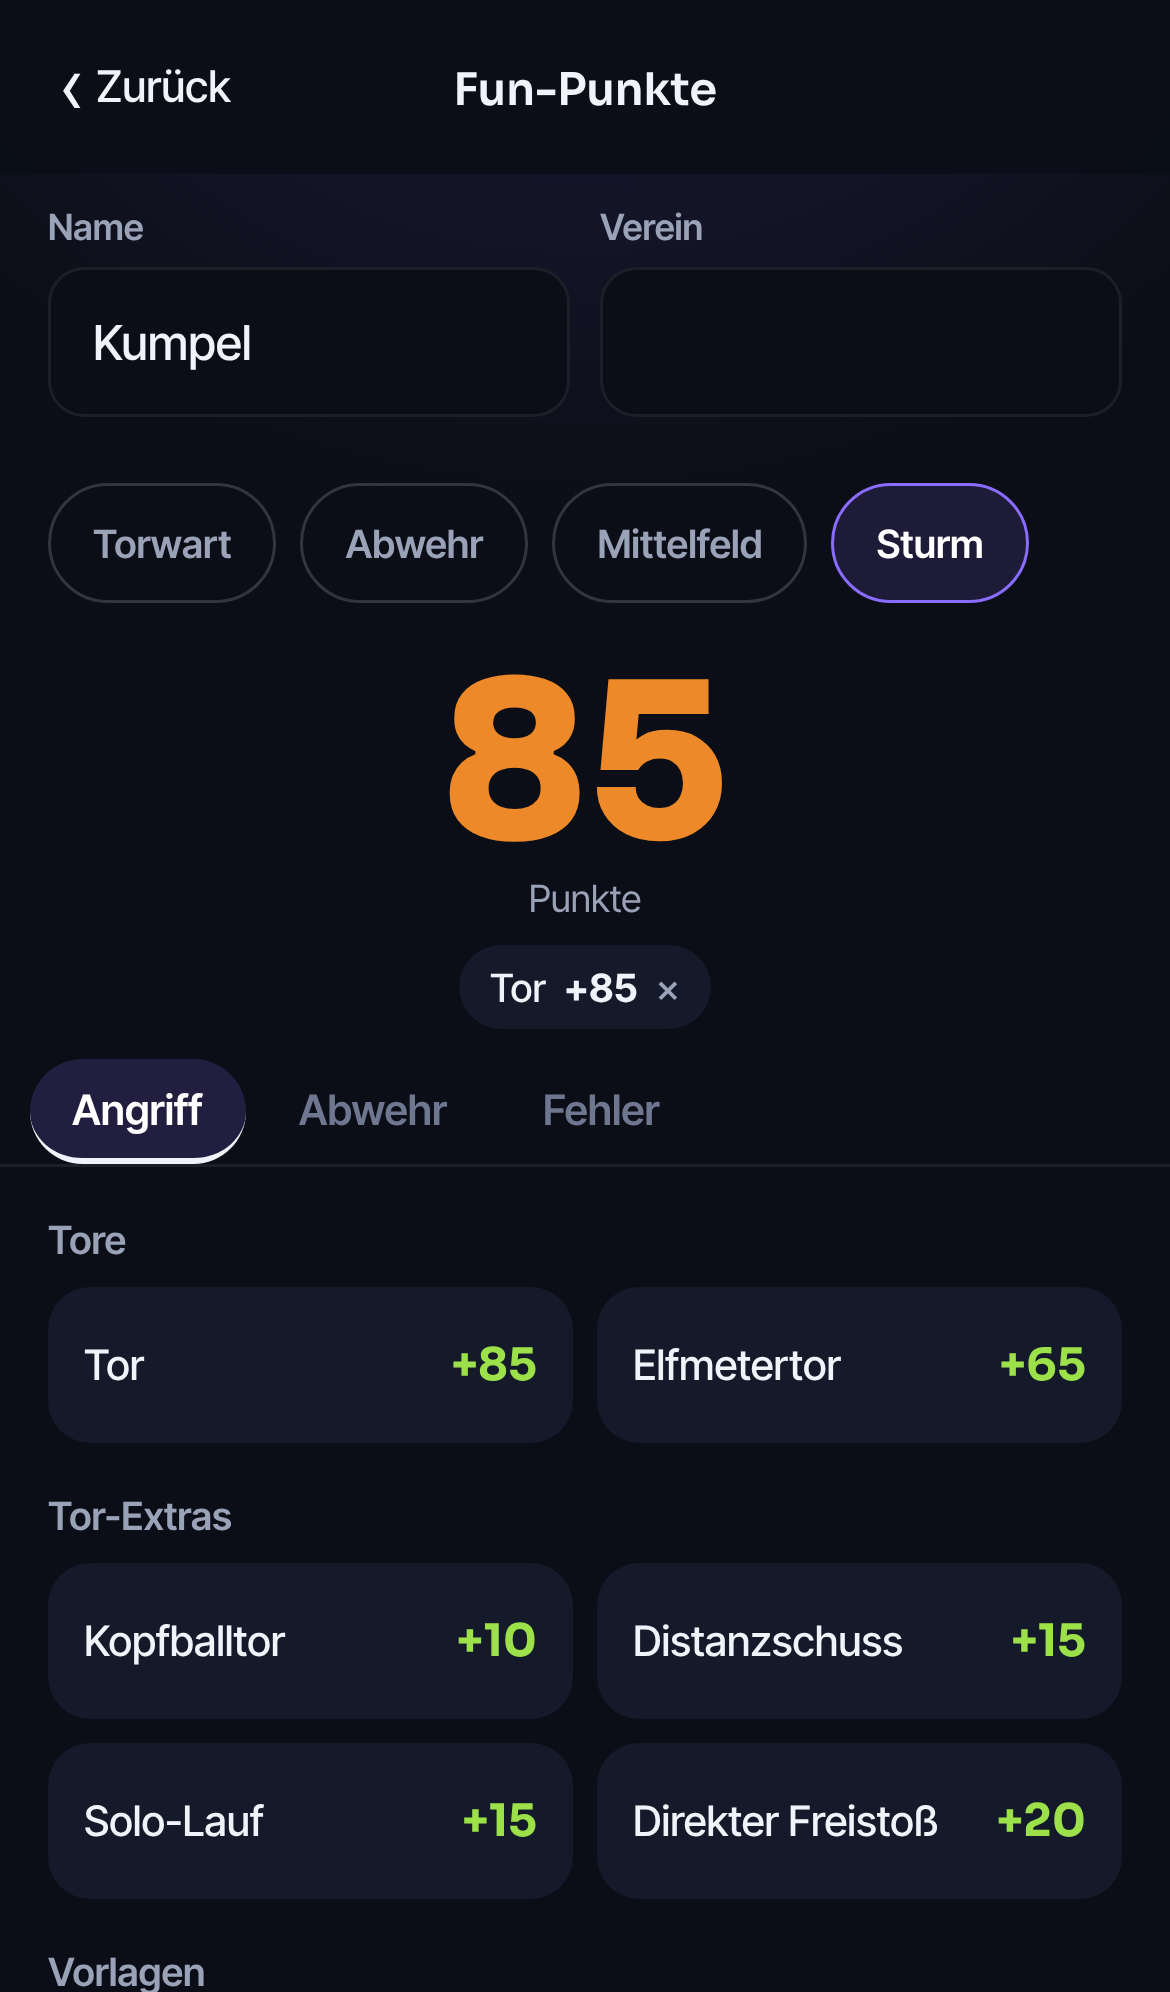 ‹ Zurück
Fun-Punkte
Name
Verein
Kumpel
Torwart
Abwehr
Mittelfeld
Sturm
85
Punkte
Tor +85 ×
Angriff
Abwehr
Fehler
Tore
Tor +85
Elfmetertor +65
Tor-Extras
Kopfballtor +10
Distanzschuss +15
Solo-Lauf +15
Direkter Freistoß +20
Vorlagen